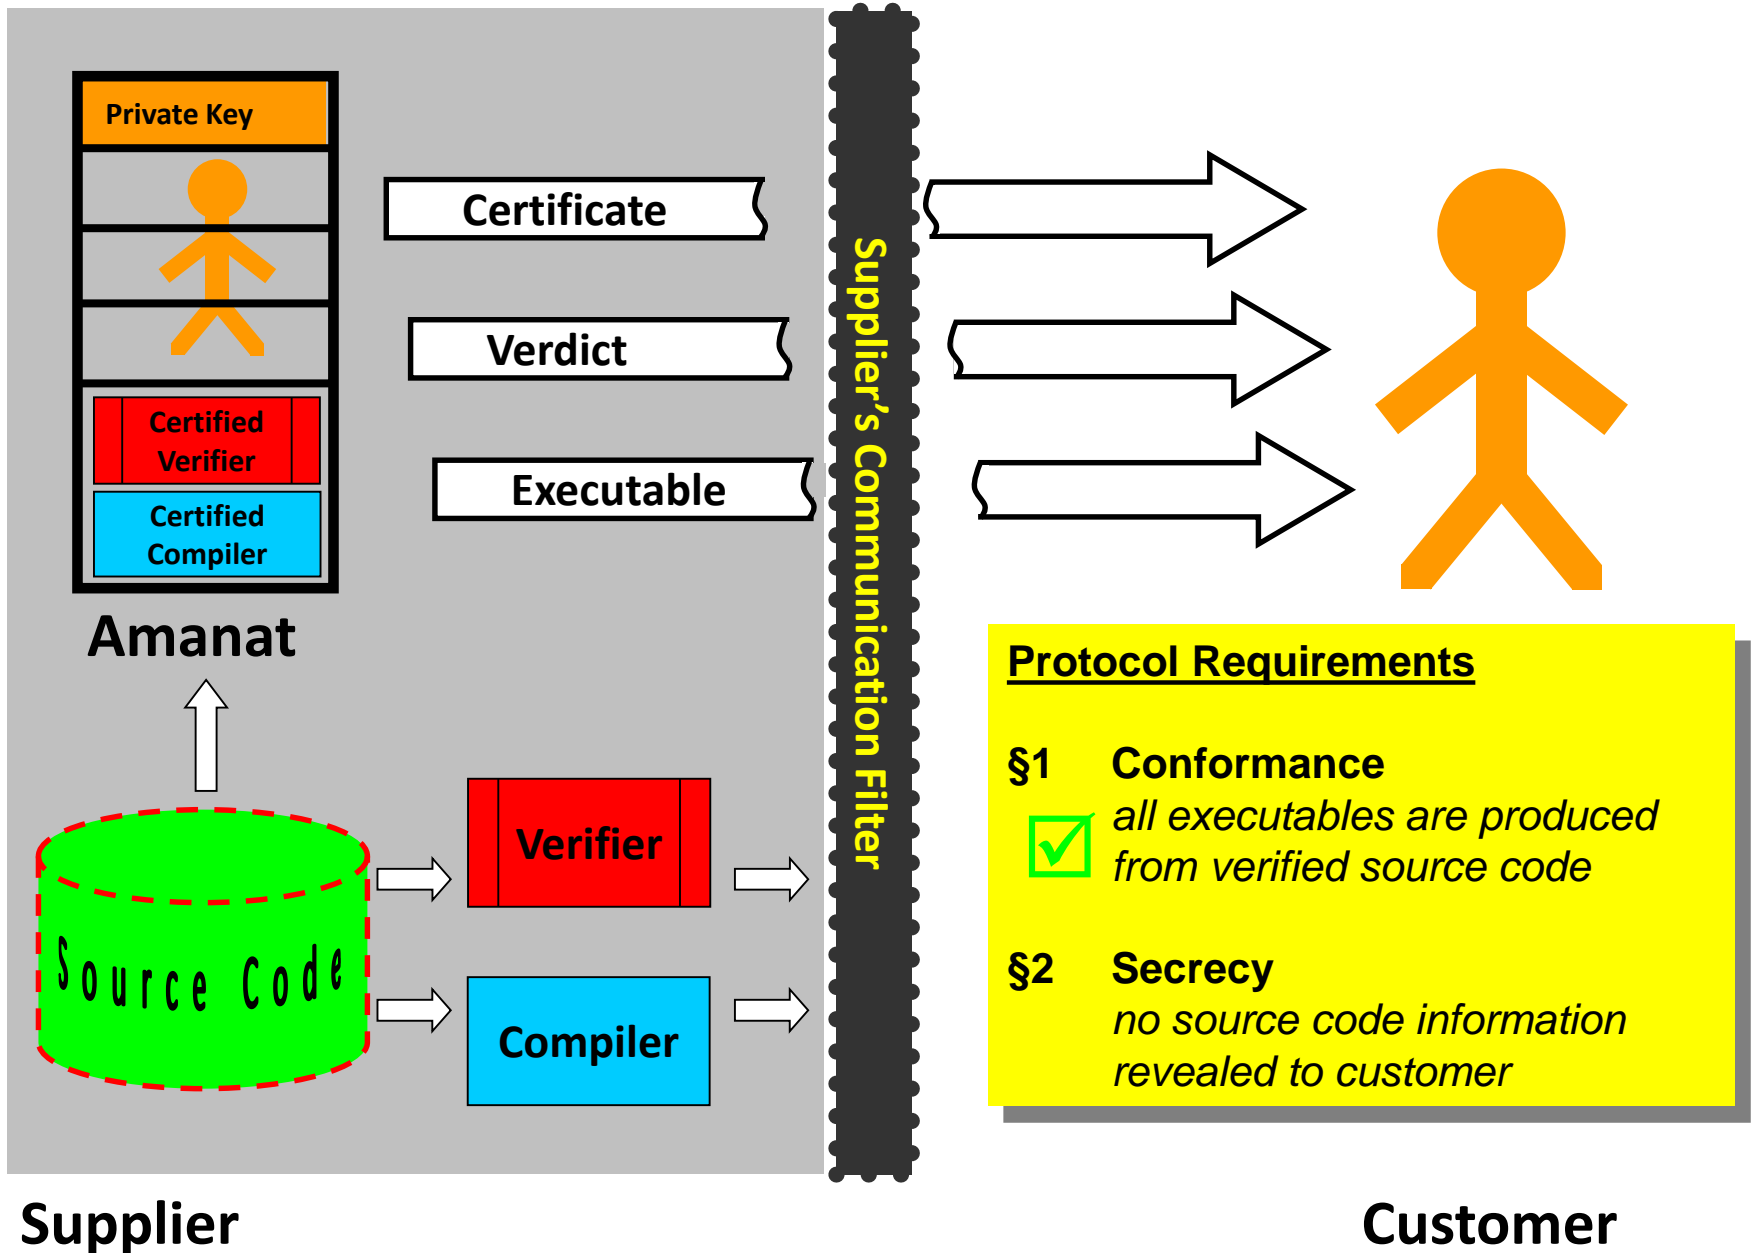 Private Key
Certified
Verifier
Certified
Compiler
Amanat
Certificate
Verdict
Executable
Supplier's Communication Filter
Source Code
Verifier
Compiler
Protocol Requirements
§1 Conformance
all executables are produced
from verified source code
§2 Secrecy
no source code information
revealed to customer
Supplier
Customer